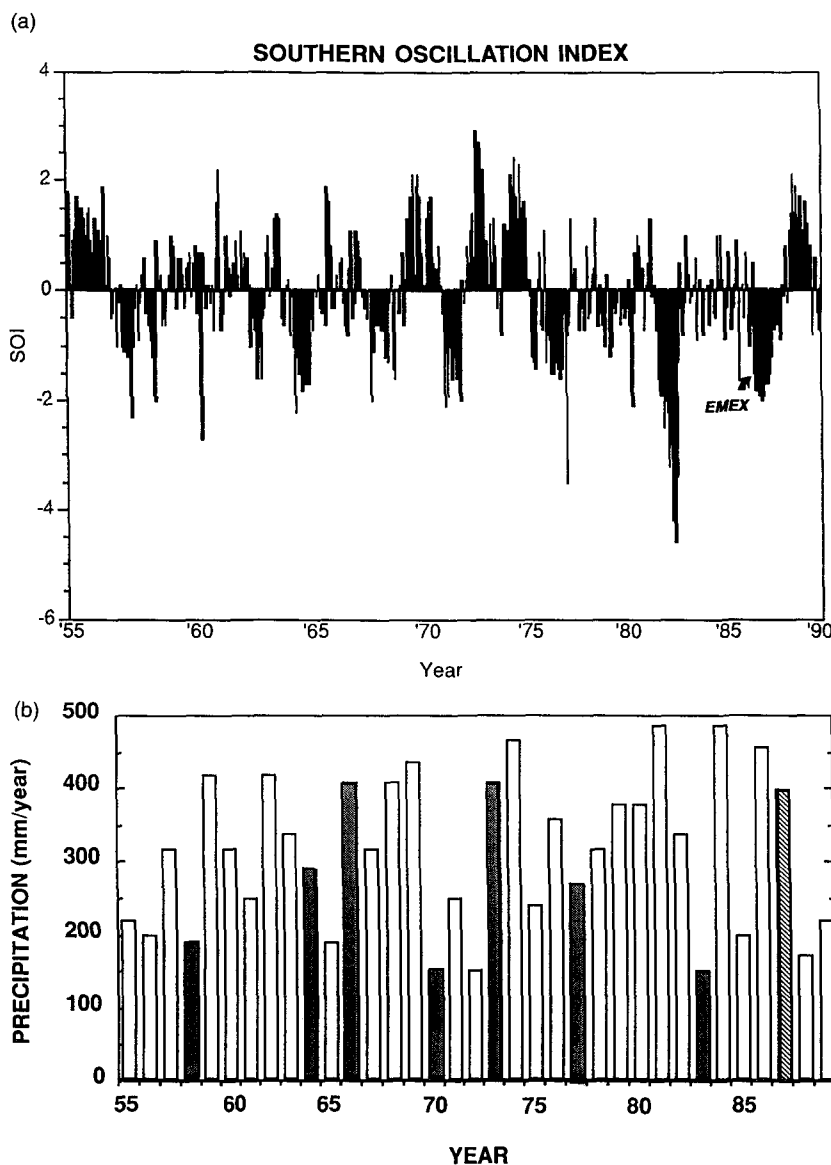 (a)
SOUTHERN OSCILLATION INDEX
4
2
0
-2
-4
-6
SOI
EMEX
'55 '60 '65 '70 '75 '80 '85 '90
Year
(b)
500
400
300
200
100
0
PRECIPITATION (mm/year)
55 60 65 70 75 80 85
YEAR